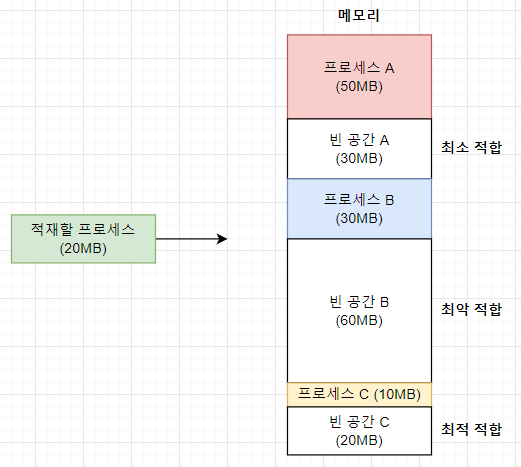 메모리
프로세스 A
(50MB)
빈 공간 A
(30MB)
최소 적합
프로세스 B
(30MB)
적재할 프로세스
(20MB)
빈 공간 B
(60MB)
최악 적합
프로세스 C (10MB)
빈 공간 C
(20MB)
최적 적합